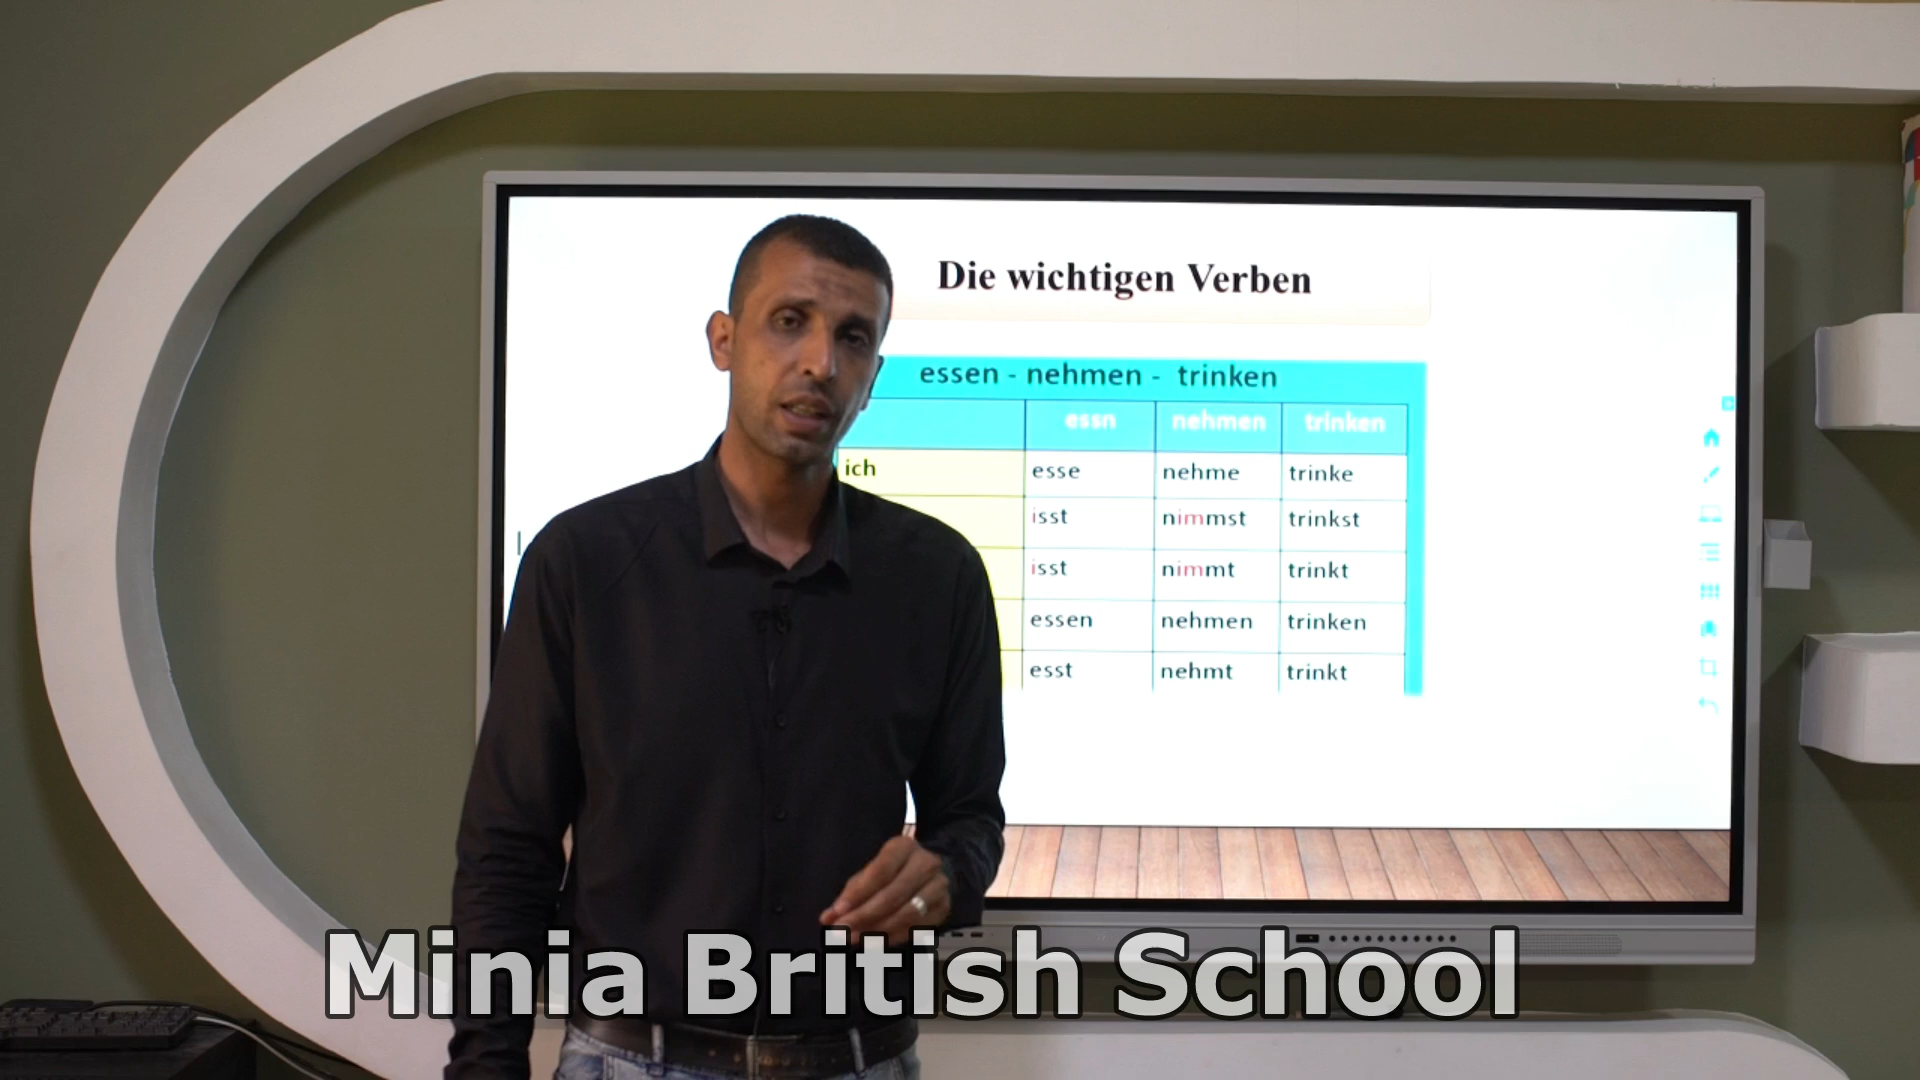 Die wichtigen Verben
essen - nehmen - trinken
essn nehmen trinken
ich esse nehme trinke
isst nimmst trinkst
isst nimmt trinkt
essen nehmen trinken
esst nehmt trinkt
Minia British School